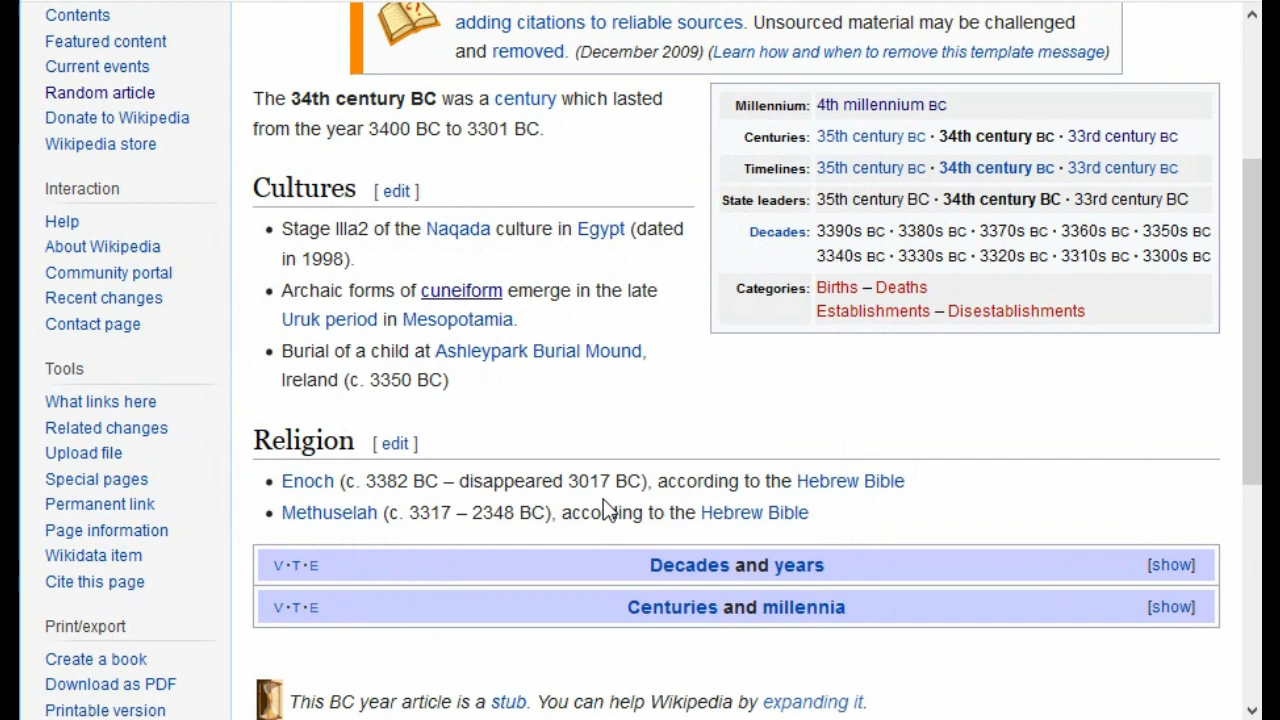 Contents
Featured content
Current events
Random article
Donate to Wikipedia
Wikipedia store
Interaction
Help
About Wikipedia
Community portal
Recent changes
Contact page
Tools
What links here
Related changes
Upload file
Special pages
Permanent link
Page information
Wikidata item
Cite this page
Print/export
Create a book
Download as PDF
Printable version
adding citations to reliable sources. Unsourced material may be challenged
and removed. (December 2009) (Learn how and when to remove this template message)
The 34th century BC was a century which lasted
from the year 3400 BC to 3301 BC.
Millennium: 4th millennium BC
Centuries: 35th century BC · 34th century BC · 33rd century BC
Timelines: 35th century BC · 34th century BC · 33rd century BC
State leaders: 35th century BC · 34th century BC · 33rd century BC
Decades: 3390s BC · 3380s BC · 3370s BC · 3360s BC · 3350s BC
3340s BC · 3330s BC · 3320s BC · 3310s BC · 3300s BC
Categories: Births – Deaths
Establishments – Disestablishments
Cultures [ edit ]
• Stage IIIa2 of the Naqada culture in Egypt (dated
in 1998).
• Archaic forms of cuneiform emerge in the late
Uruk period in Mesopotamia.
• Burial of a child at Ashleypark Burial Mound,
Ireland (c. 3350 BC)
Religion [ edit ]
• Enoch (c. 3382 BC – disappeared 3017 BC), according to the Hebrew Bible
• Methuselah (c. 3317 – 2348 BC), according to the Hebrew Bible
V · T · E Decades and years [show]
V · T · E Centuries and millennia [show]
This BC year article is a stub. You can help Wikipedia by expanding it.